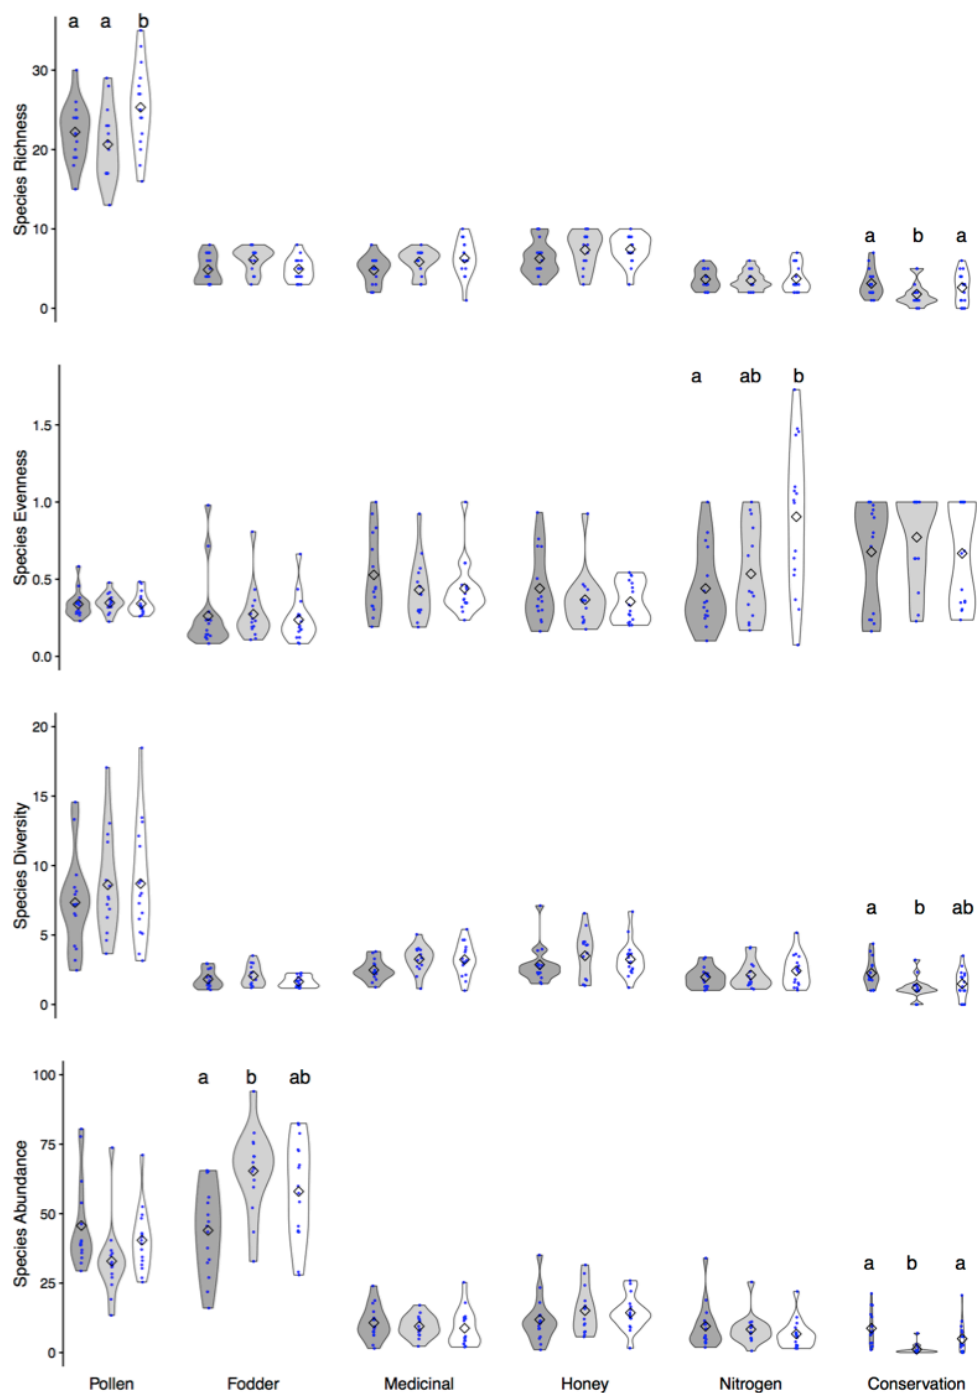 a a b
Species Richness
30
20
10
0
a b a
a ab b
Species Evenness
1.5
1.0
0.5
0.0
Species Diversity
20
15
10
5
0
a b ab
Species Abundance
100
75
50
25
0
a b ab
a b a
Pollen Fodder Medicinal Honey Nitrogen Conservation